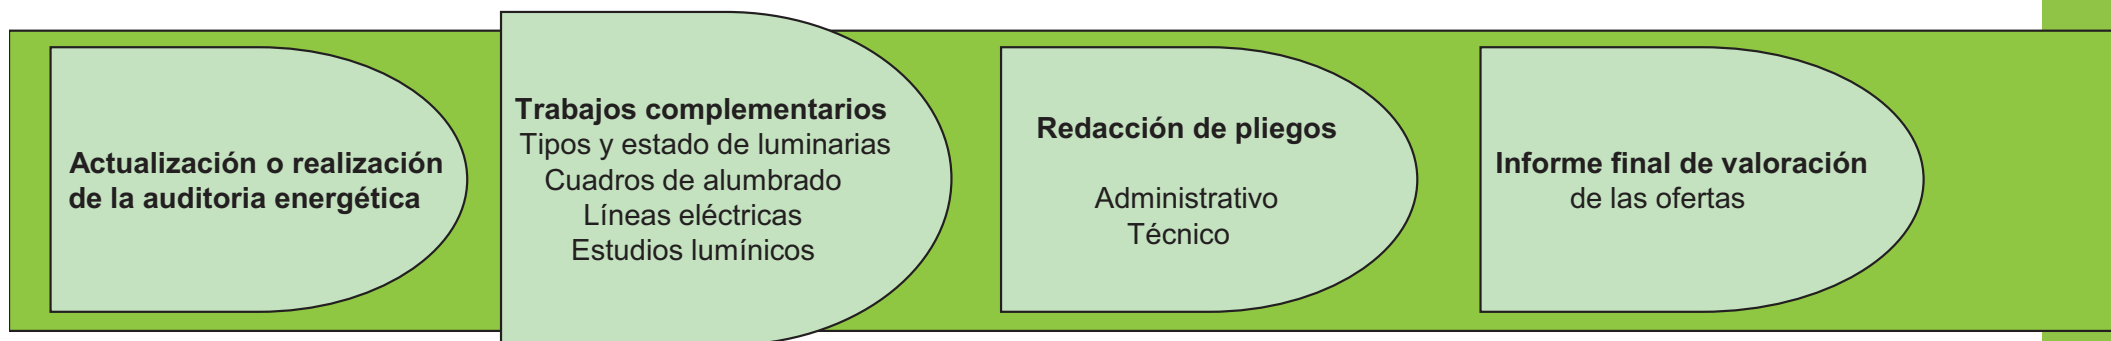 Actualización o realización
de la auditoria energética
Trabajos complementarios
Tipos y estado de luminarias
Cuadros de alumbrado
Líneas eléctricas
Estudios lumínicos
Redacción de pliegos
Administrativo
Técnico
Informe final de valoración
de las ofertas